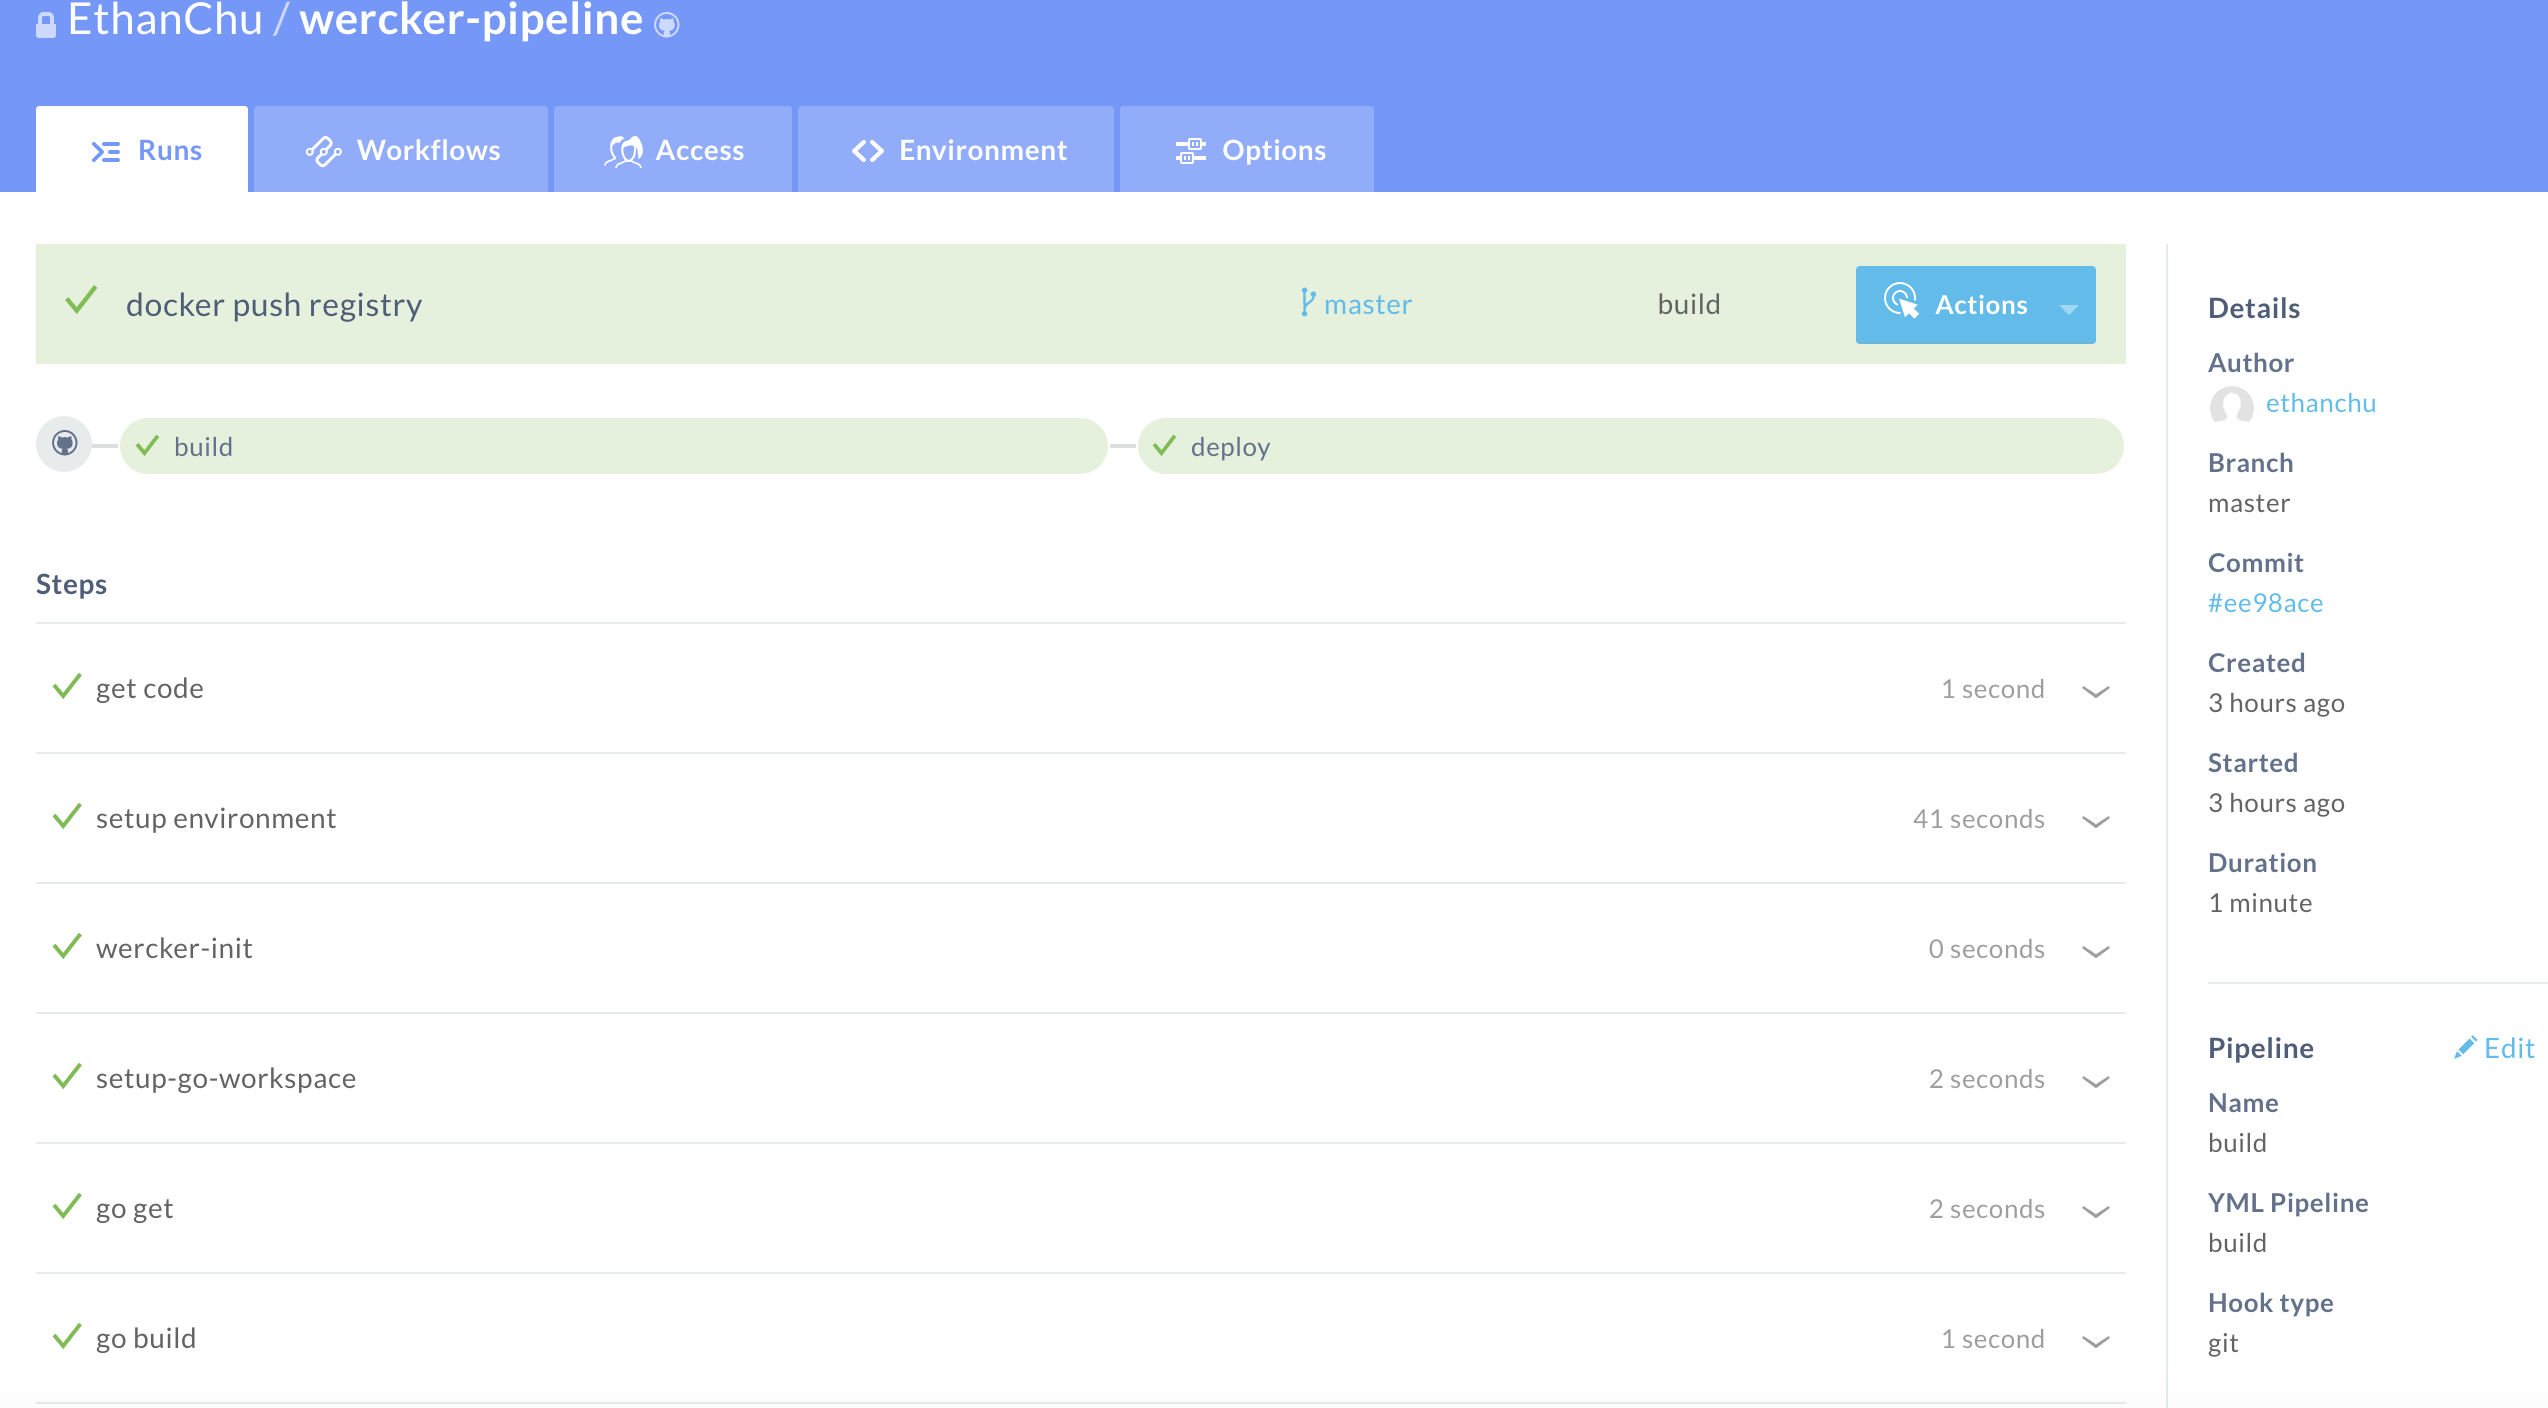 EthanChu / wercker-pipeline
Runs
Workflows
Access
Environment
Options
docker push registry
master
build
Actions
build
deploy
Steps
get code
1 second
setup environment
41 seconds
wercker-init
0 seconds
setup-go-workspace
2 seconds
go get
2 seconds
go build
1 second
Details
Author
ethanchu
Branch
master
Commit
#ee98ace
Created
3 hours ago
Started
3 hours ago
Duration
1 minute
Pipeline
Edit
Name
build
YML Pipeline
build
Hook type
git